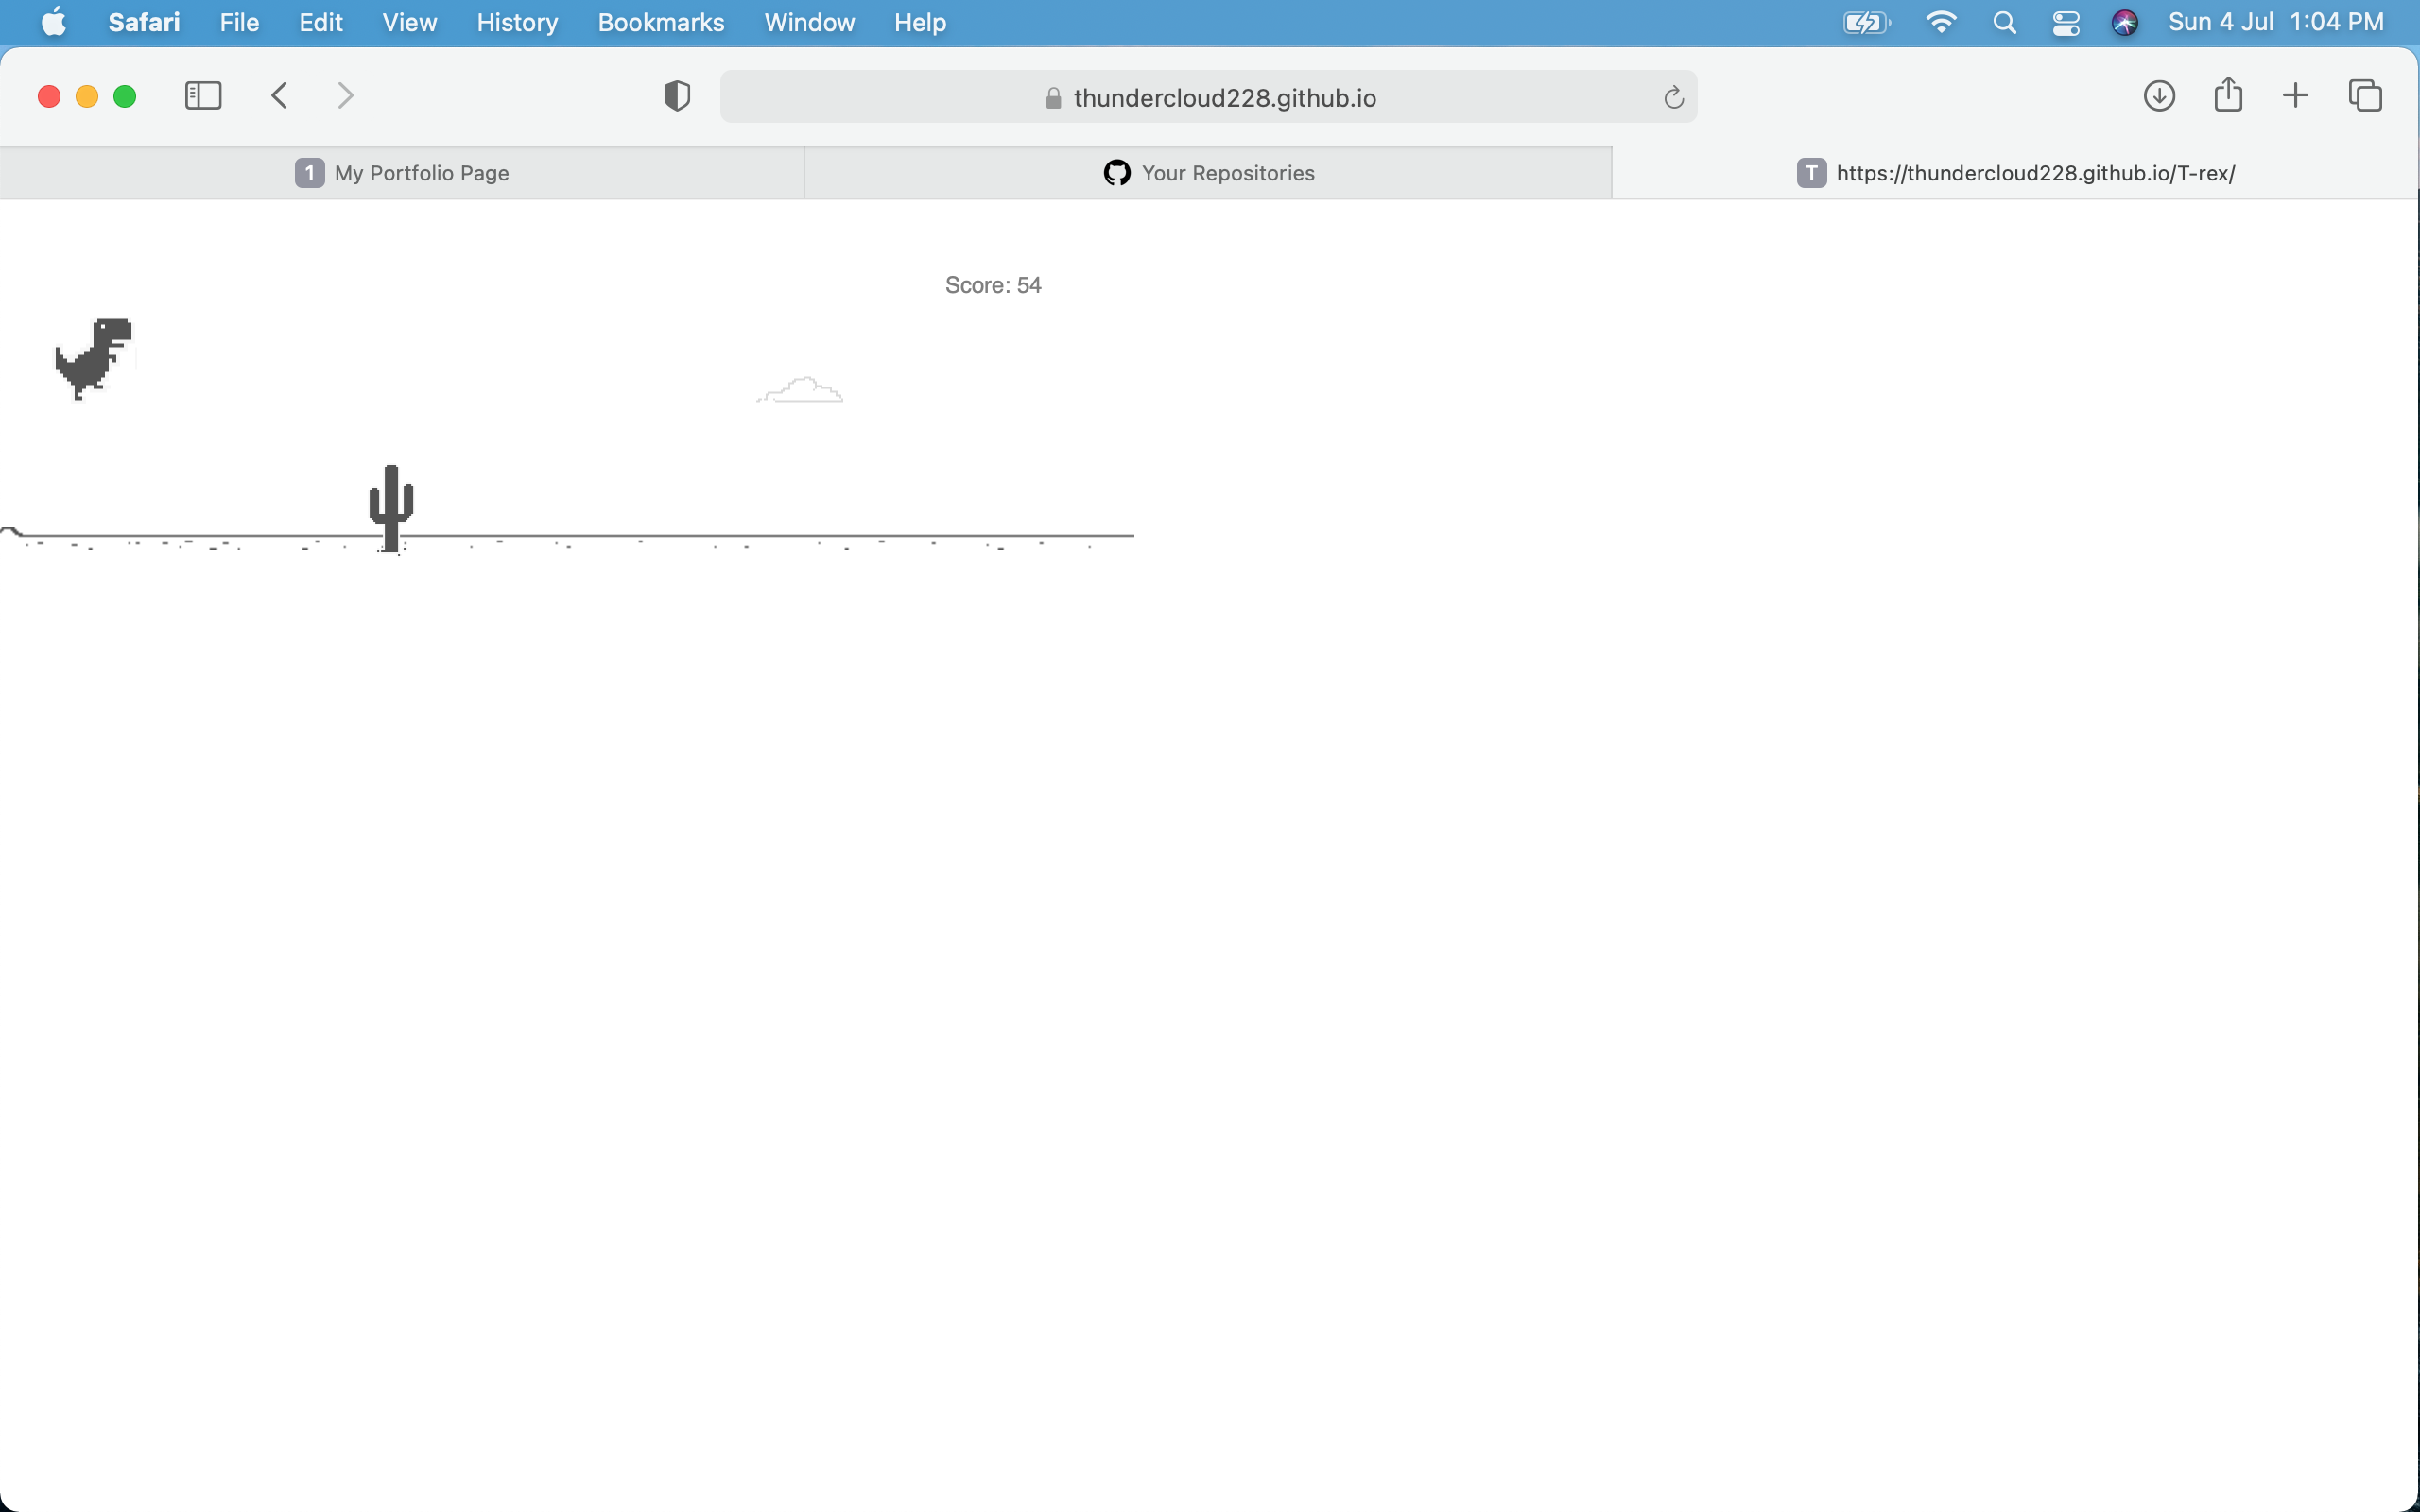 Safari File Edit View History Bookmarks Window Help Sun 4 Jul 1:04 PM
thundercloud228.github.io
1 My Portfolio Page Your Repositories T https://thundercloud228.github.io/T-rex/
Score: 54